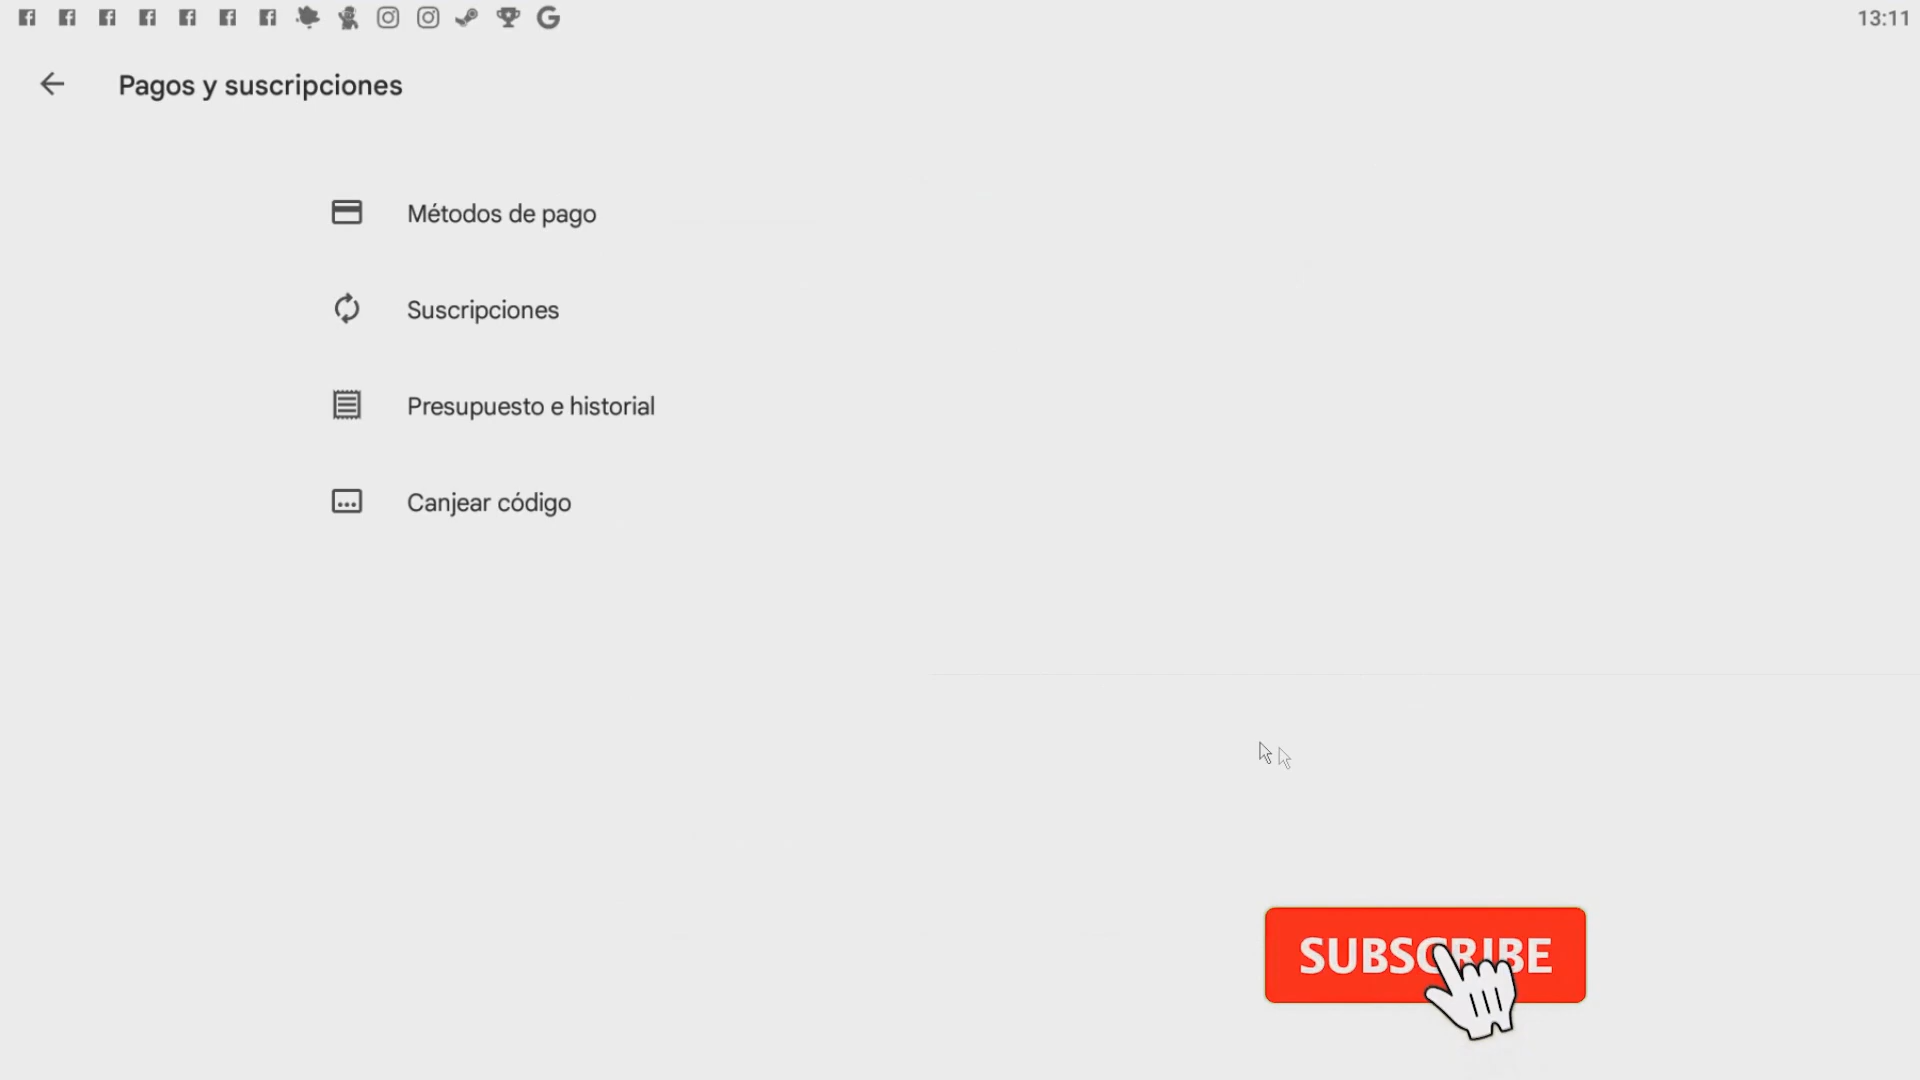 13:11
Pagos y suscripciones
Métodos de pago
Suscripciones
Presupuesto e historial
Canjear código
SUBSCRIBE